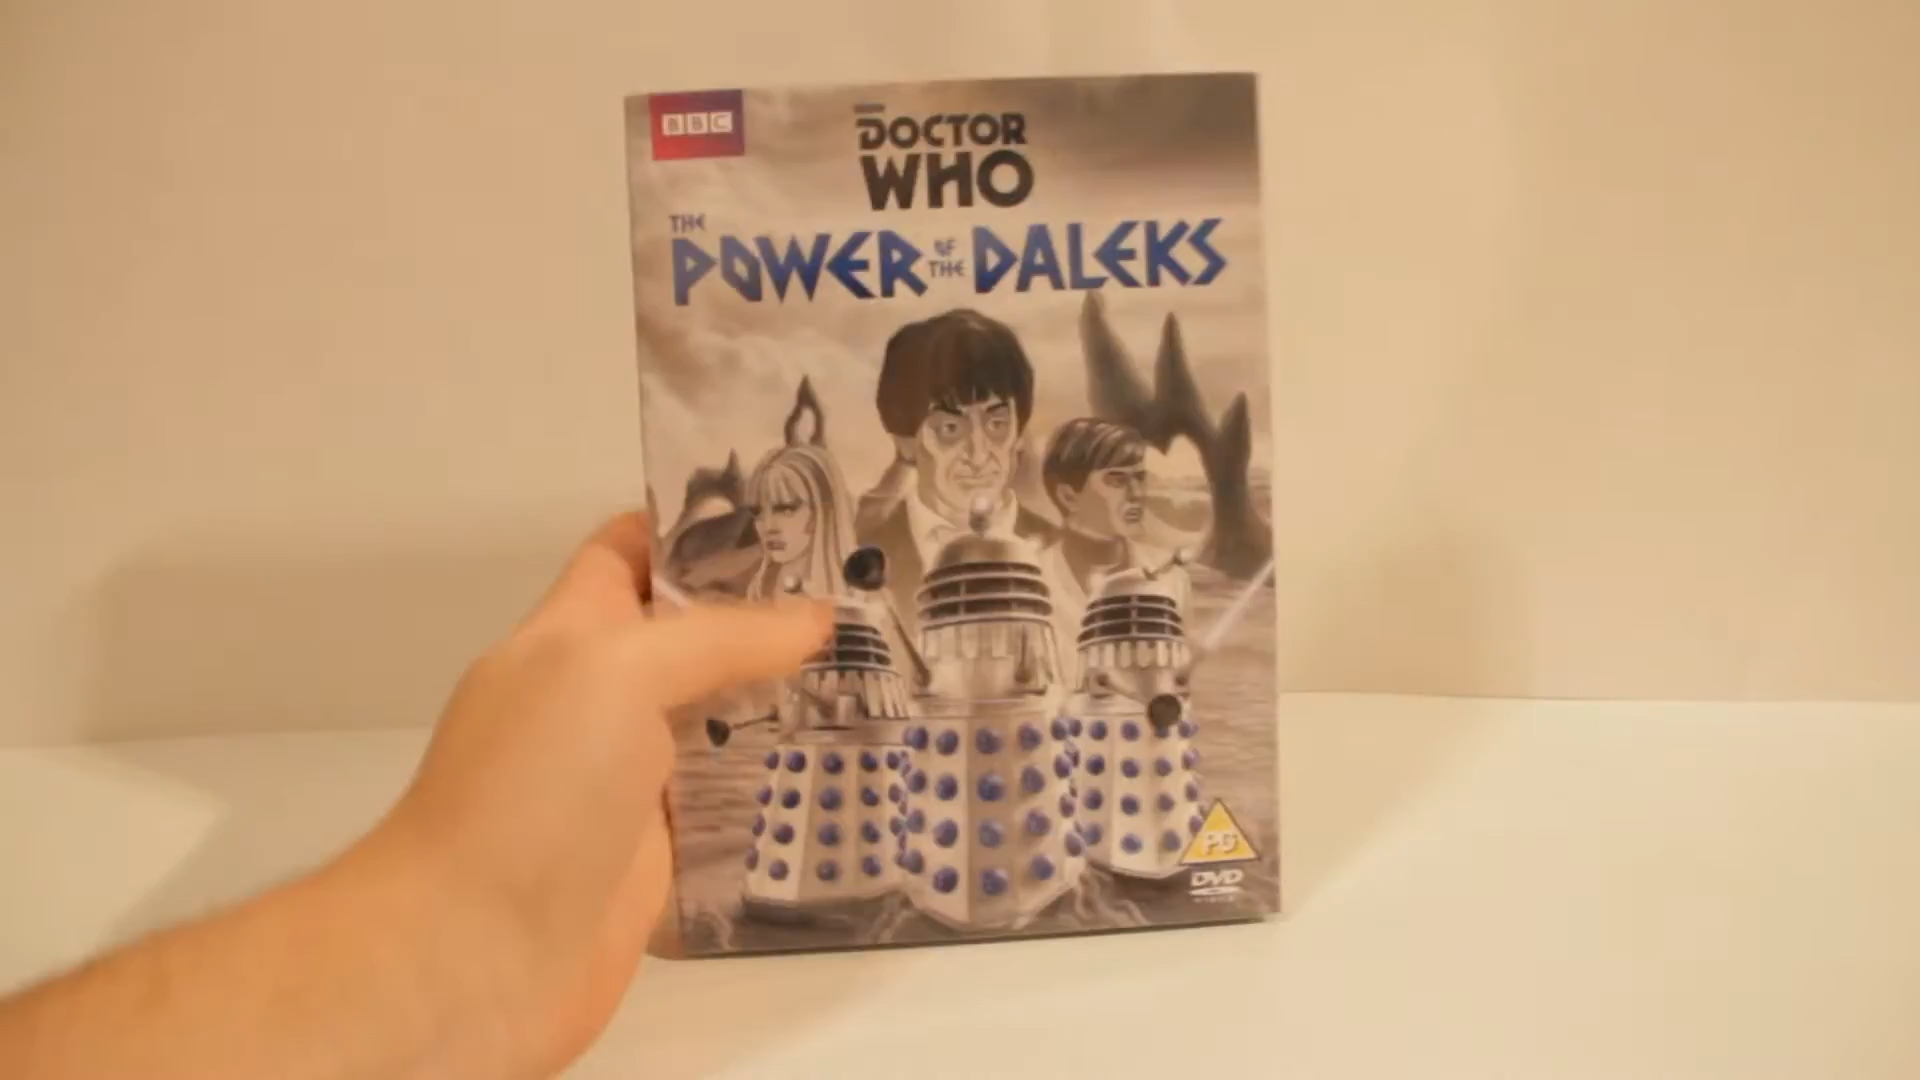 BBC
DOCTOR
WHO
THE
POWER OF THE DALEKS
PG
DVD